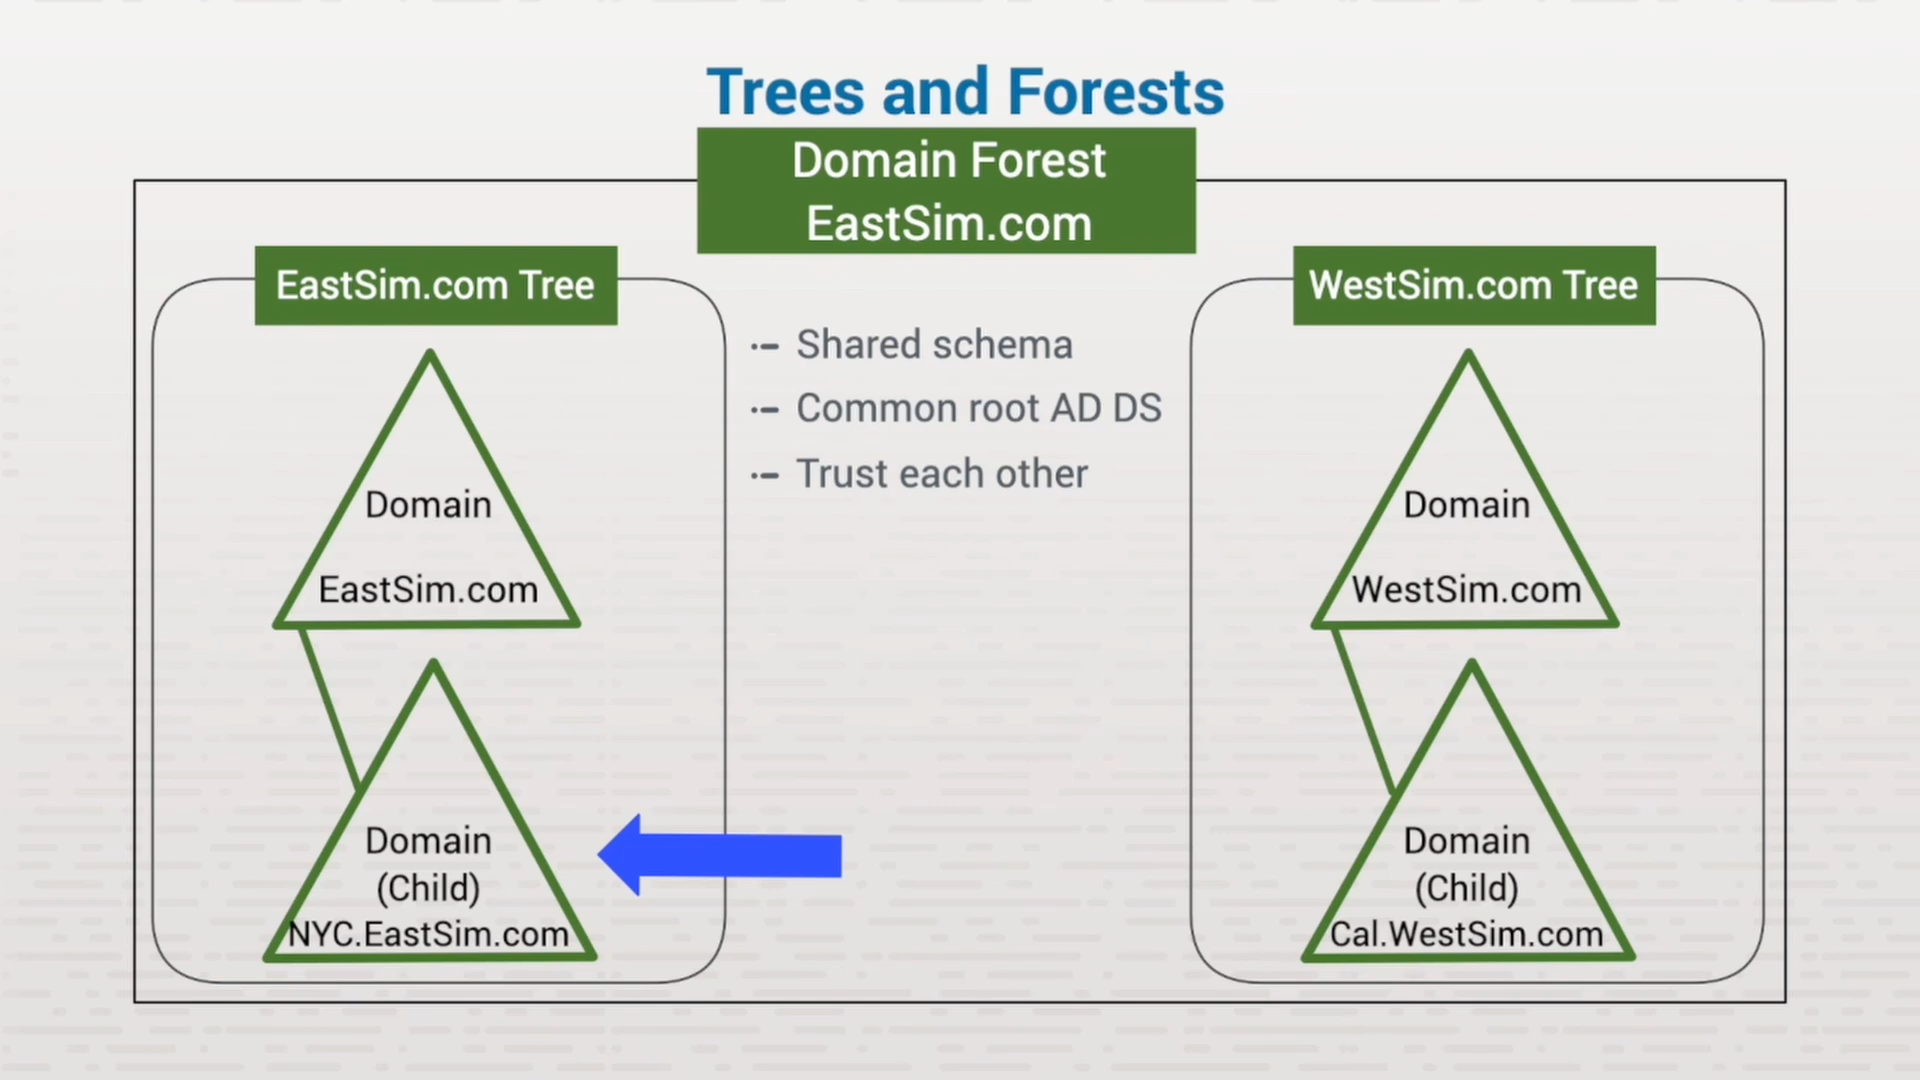 Trees and Forests
Domain Forest
EastSim.com
EastSim.com Tree
Domain
EastSim.com
Domain
(Child)
NYC.EastSim.com
Shared schema
Common root AD DS
Trust each other
WestSim.com Tree
Domain
WestSim.com
Domain
(Child)
Cal.WestSim.com